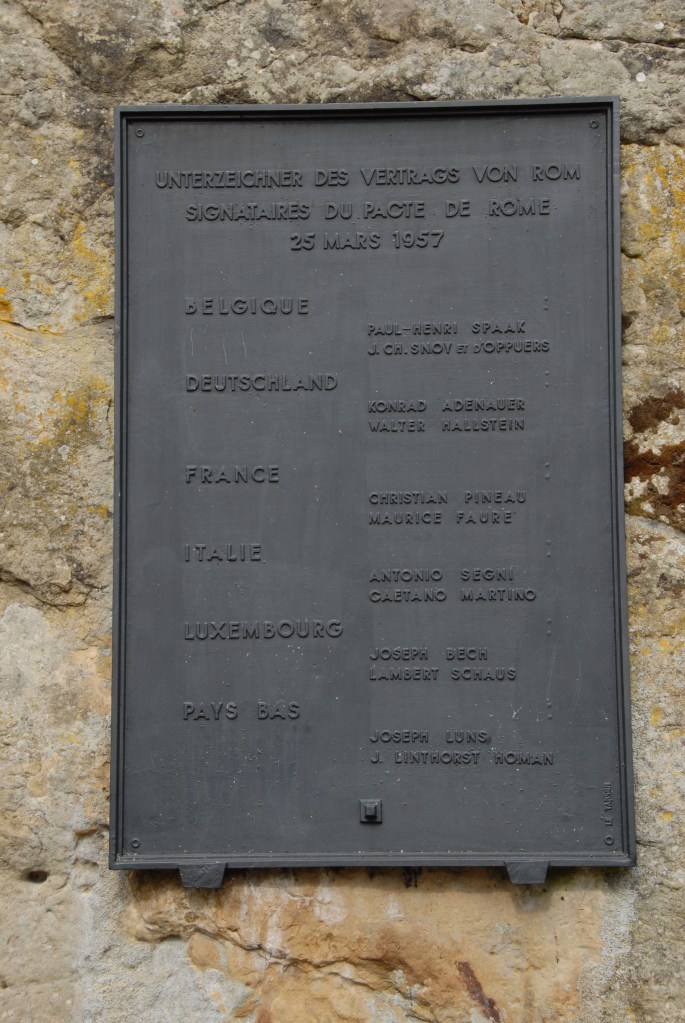 UNTERZEICHNER DES VERTRAGS VON ROM
SIGNATAIRES DU PACTE DE ROME
25 MARS 1957
BELGIQUE :
PAUL-HENRI SPAAK
J. CH. SNOY ET D'OPPUERS
DEUTSCHLAND :
KONRAD ADENAUER
WALTER HALLSTEIN
FRANCE :
CHRISTIAN PINEAU
MAURICE FAURE
ITALIE :
ANTONIO SEGNI
GAETANO MARTINO
LUXEMBOURG :
JOSEPH BECH
LAMBERT SCHAUS
PAYS BAS :
JOSEPH LUNS
J. LINTHORST HOMAN